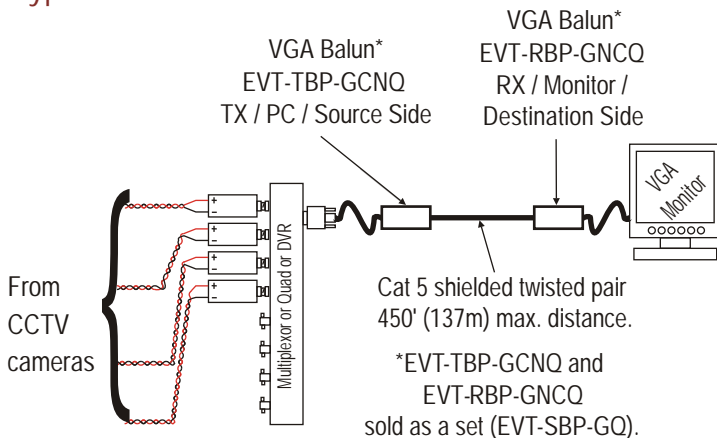 VGA Balun*
EVT-TBP-GCNQ
TX / PC / Source Side
VGA Balun*
EVT-RBP-GNCQ
RX / Monitor /
Destination Side
+
-
+
-
+
-
+
-
Multiplexor or Quad or DVR
VGA
Monitor
From
CCTV
cameras
Cat 5 shielded twisted pair
450' (137m) max. distance.
*EVT-TBP-GCNQ and
EVT-RBP-GNCQ
sold as a set (EVT-SBP-GQ).